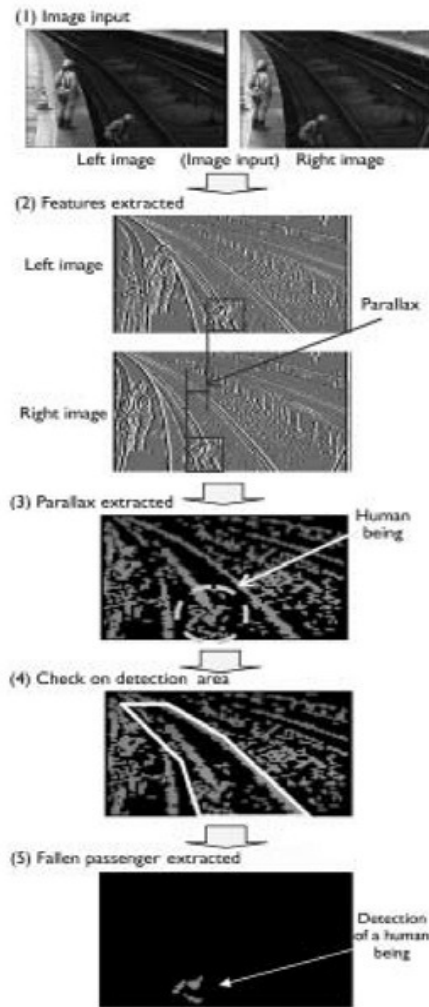 (1) Image input
Left image (Image input) Right image
(2) Features extracted
Left image
Parallax
Right image
(3) Parallax extracted
Human
being
(4) Check on detection area
(5) Fallen passenger extracted
Detection
of a human
being